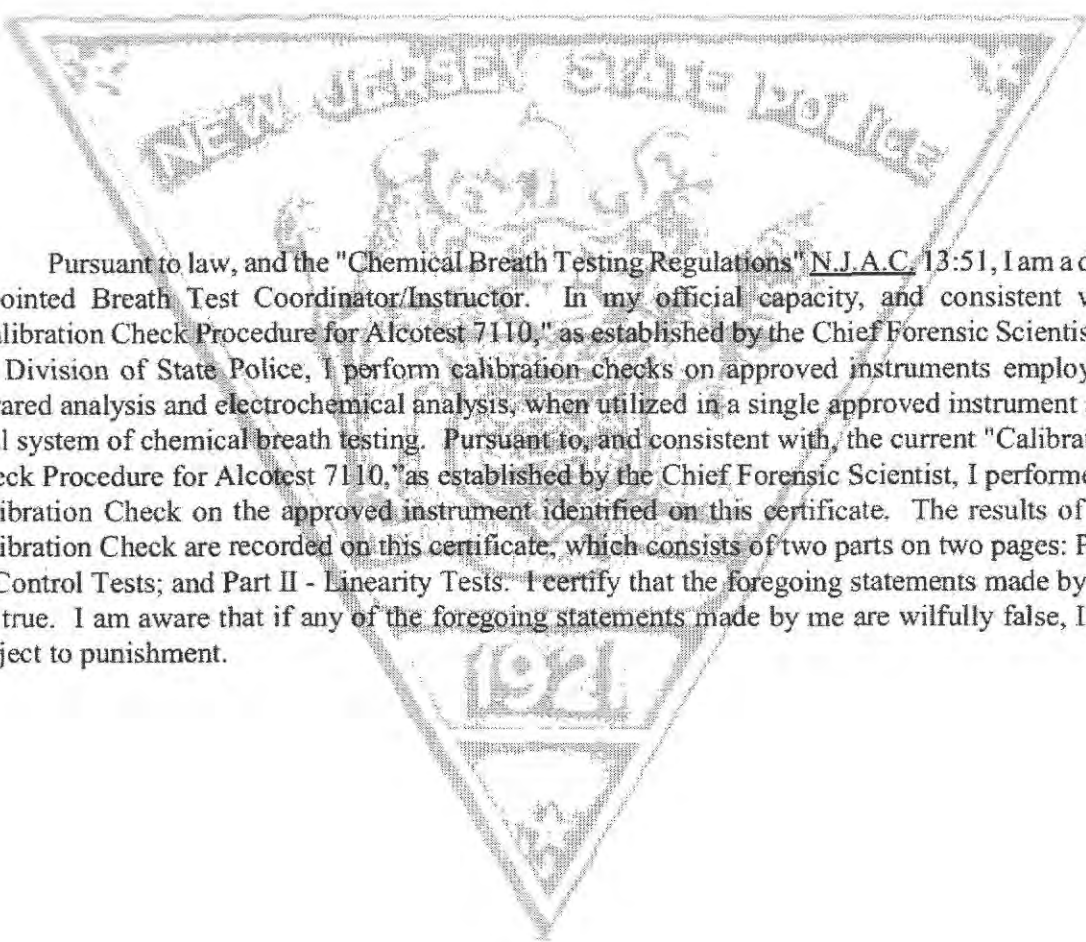 NEW JERSEY STATE POLICE
Pursuant to law, and the "Chemical Breath Testing Regulations" N.J.A.C. 13:51, I am a d
ointed Breath Test Coordinator/Instructor. In my official capacity, and consistent v
alibration Check Procedure for Alcotest 7110," as established by the Chief Forensic Scientis
Division of State Police, I perform calibration checks on approved instruments employ
rared analysis and electrochemical analysis, when utilized in a single approved instrument
l system of chemical breath testing. Pursuant to, and consistent with, the current "Calibra
eck Procedure for Alcotest 7110," as established by the Chief Forensic Scientist, I performe
ibration Check on the approved instrument identified on this certificate. The results of
ibration Check are recorded on this certificate, which consists of two parts on two pages: P
Control Tests; and Part II - Linearity Tests. I certify that the foregoing statements made by
true. I am aware that if any of the foregoing statements made by me are wilfully false, I
ject to punishment.
1921